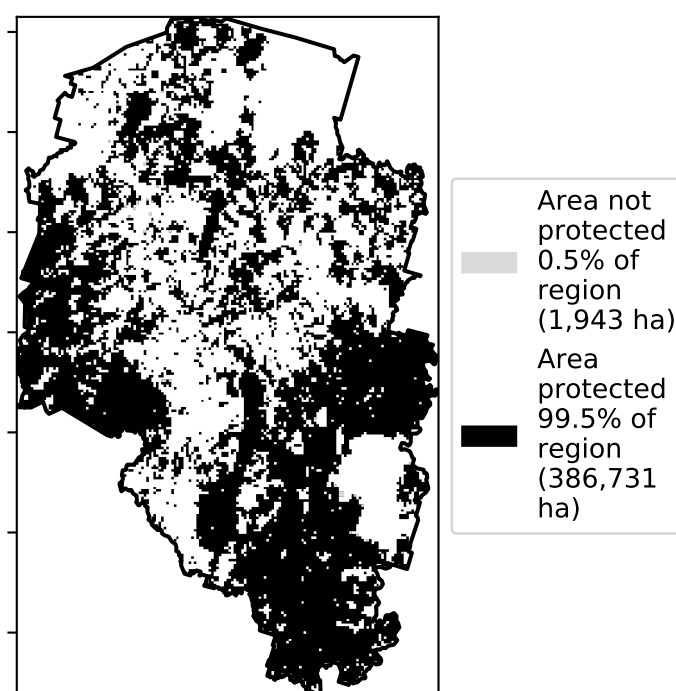 Area not
protected
0.5% of
region
(1,943 ha)
Area
protected
99.5% of
region
(386,731
ha)